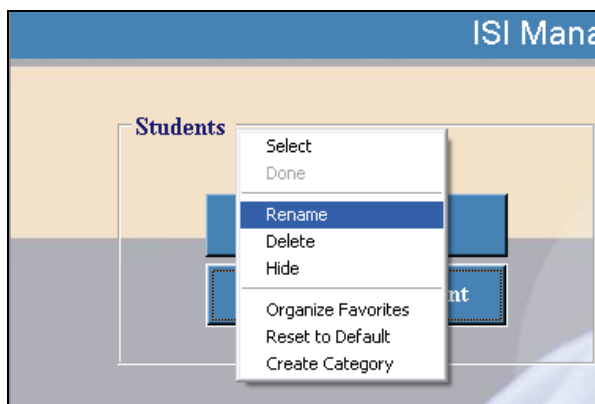 ISI Mana
Students
Select
Done
Rename
Delete
Hide
nt
Organize Favorites
Reset to Default
Create Category